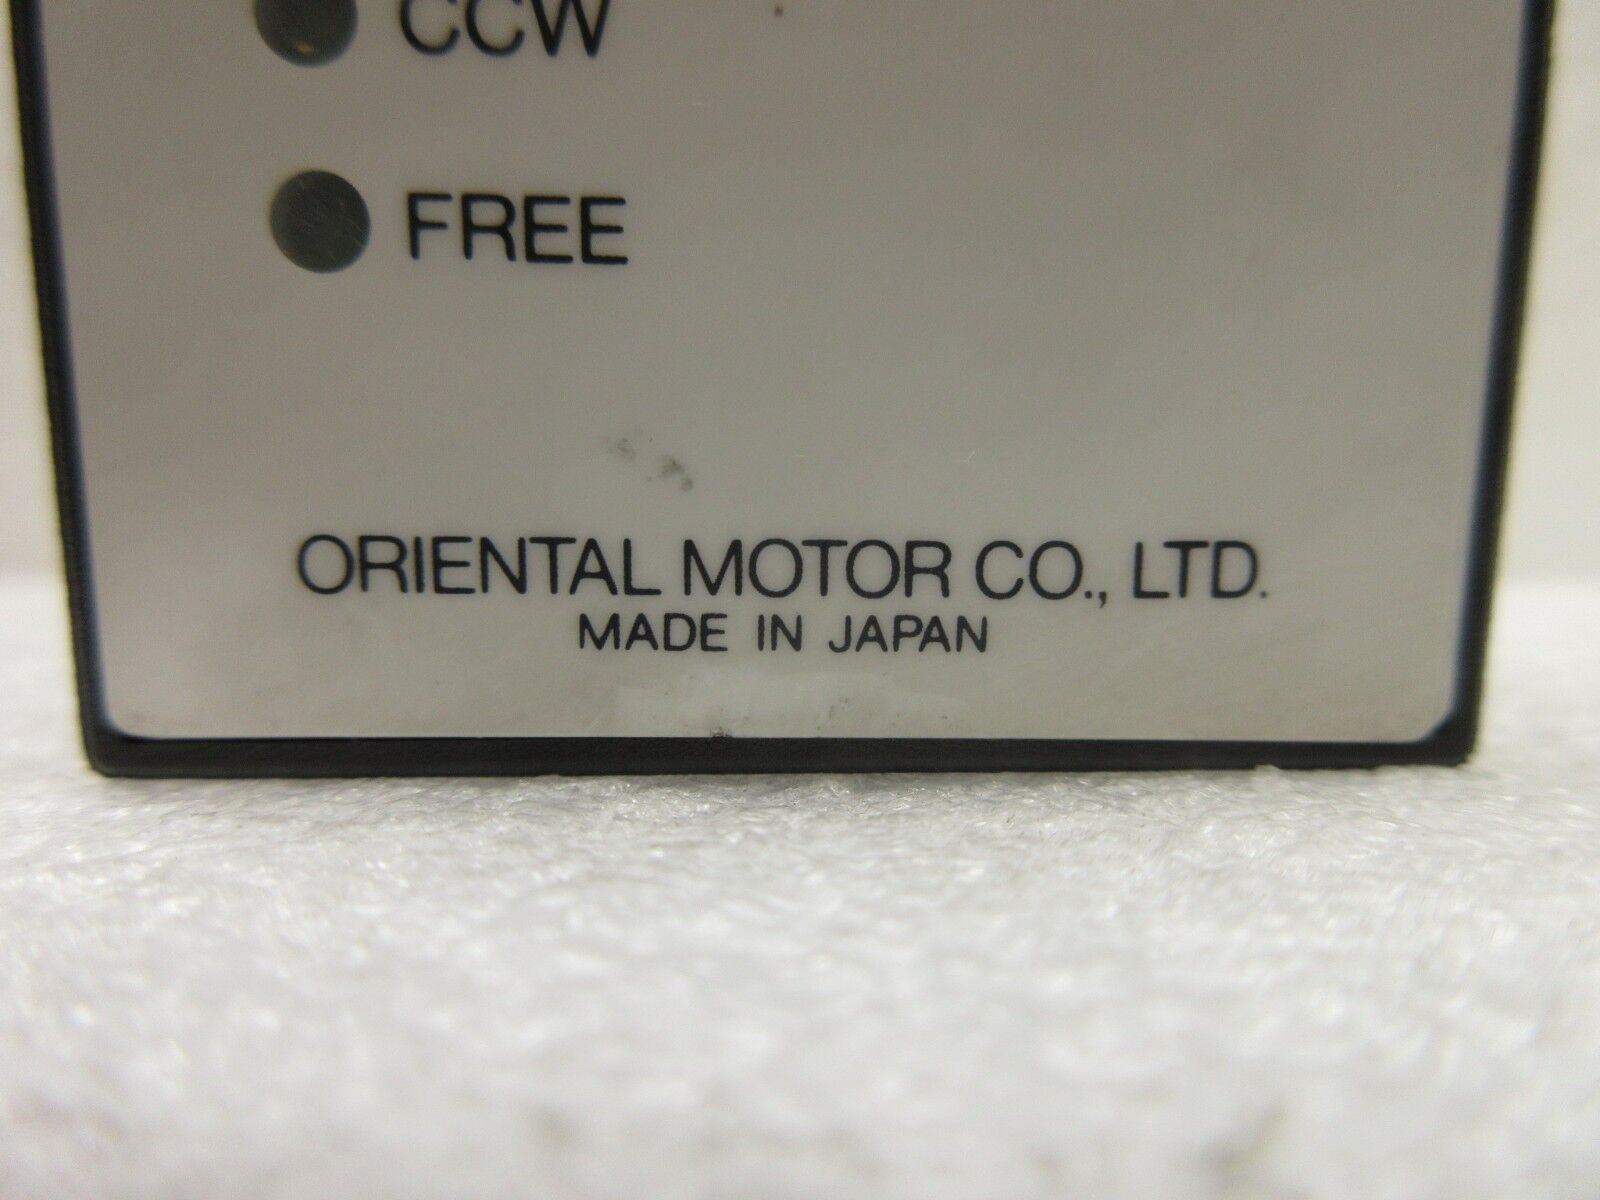 CCW
FREE
ORIENTAL MOTOR CO., LTD.
MADE IN JAPAN